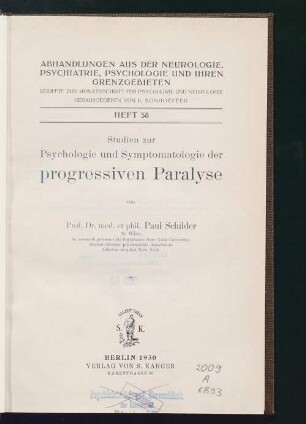 ABHANDLUNGEN AUS DER NEUROLOGIE,
PSYCHIATRIE, PSYCHOLOGIE UND IHREN
GRENZGEBIETEN
BEIHEFTE ZUR MONATSSCHRIFT FÜR PSYCHIATRIE UND NEUROLOGIE
HERAUSGEGEBEN VON K. BONHOEFFER
HEFT 58
Studien zur
Psychologie und Symptomatologie der
progressiven Paralyse
von
Prof. Dr. med. et phil. Paul Schilder
in Wien,
S. K.
BERLIN 1930
VERLAG VON S. KARGER
KARLSTRASSE
2009
A
6893